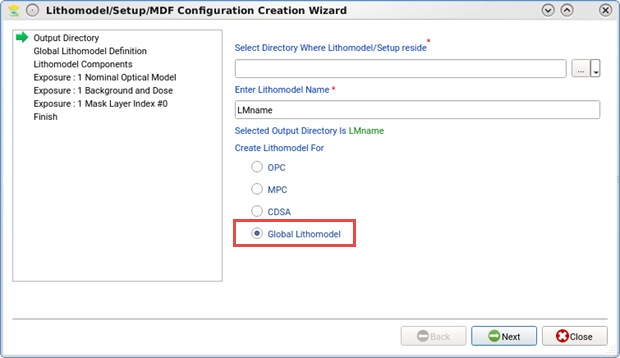 Lithomodel/Setup/MDF Configuration Creation Wizard
Output Directory
Global Lithomodel Definition
Lithomodel Components
Exposure : 1 Nominal Optical Model
Exposure : 1 Background and Dose
Exposure : 1 Mask Layer Index #0
Finish
Select Directory Where Lithomodel/Setup reside*
...
Enter Lithomodel Name *
LMname
Selected Output Directory Is LMname
Create Lithomodel For
OPC
MPC
CDSA
Global Lithomodel
Back Next Close